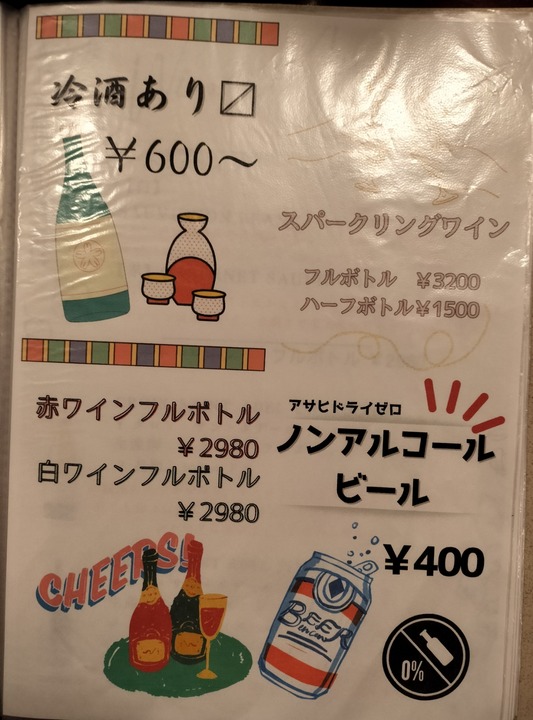 冷酒あり〼
￥600～
スパークリングワイン
フルボトル ￥3200
ハーフボトル￥1500
赤ワインフルボトル
￥2980
白ワインフルボトル
￥2980
アサヒドライゼロ
ノンアルコール
ビール
￥400
CHEERS!
BEER
0%